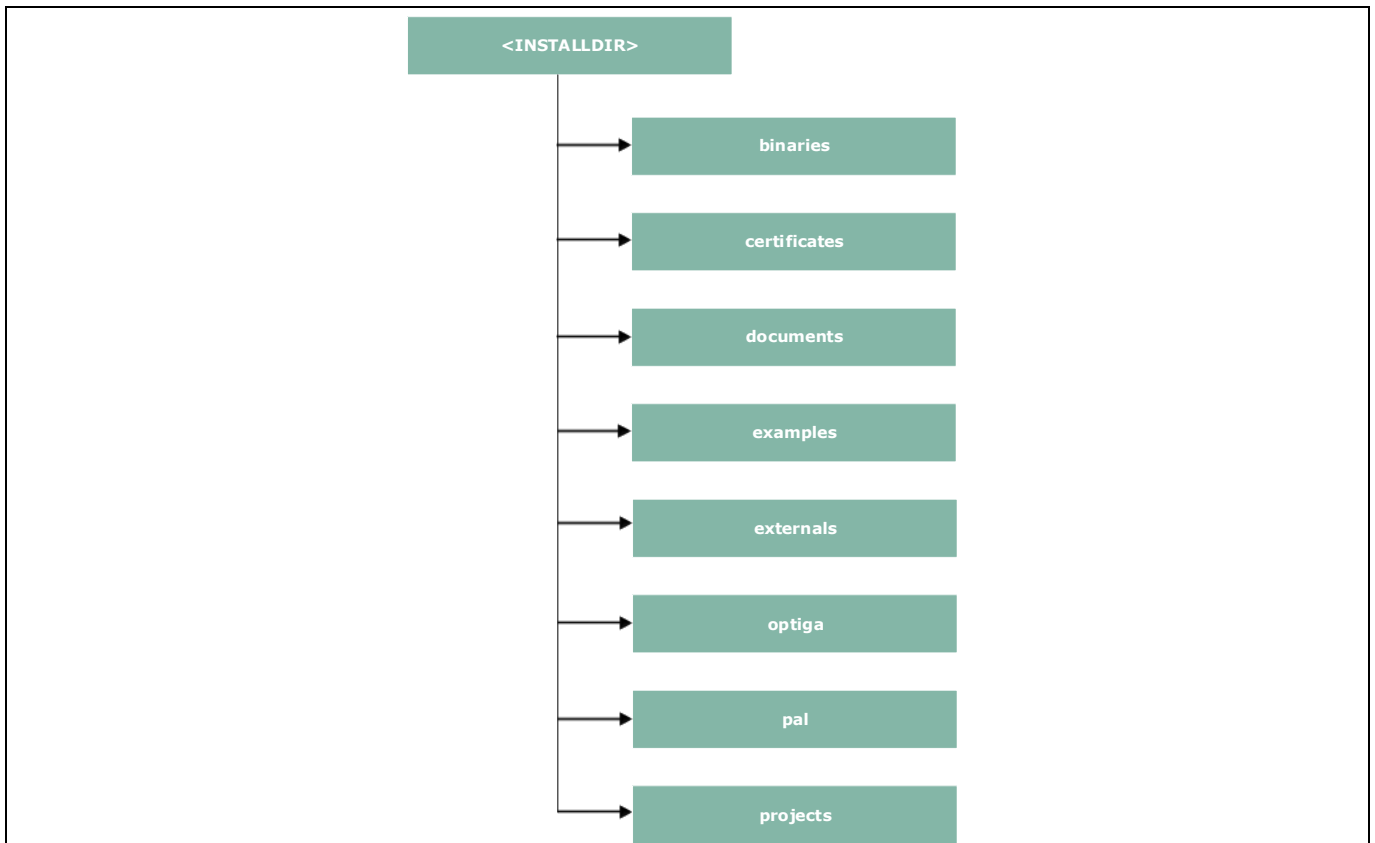 <INSTALLDIR>
binaries
certificates
documents
examples
externals
optiga
pal
projects